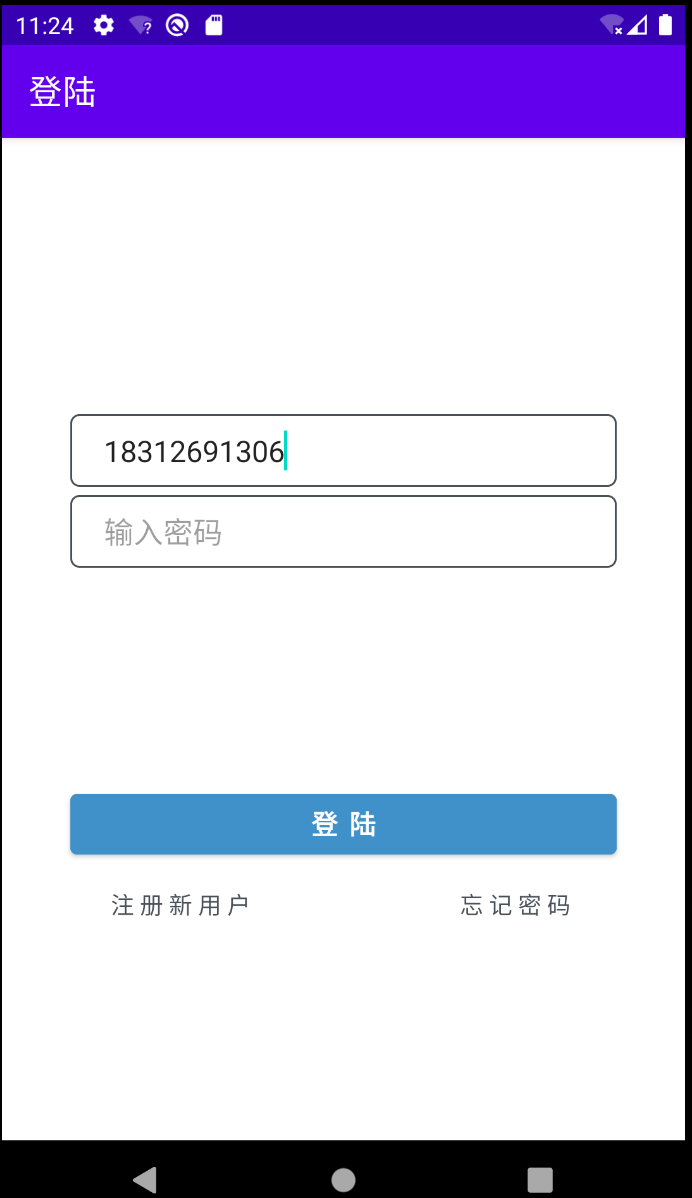 11:24
登陆
18312691306
输入密码
登 陆
注 册 新 用 户 忘 记 密 码